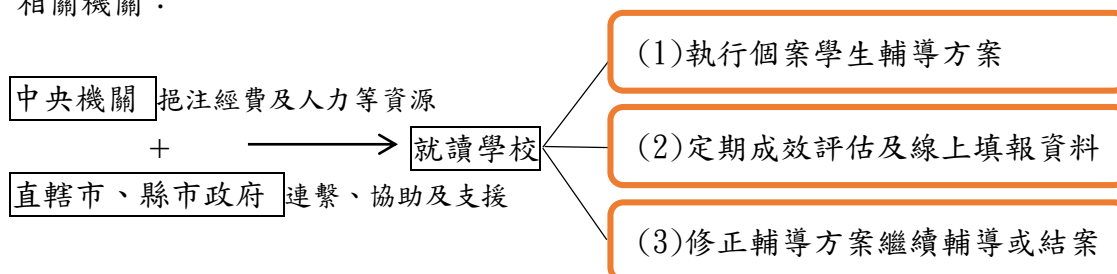 相關機關：
中央機關 挹注經費及人力等資源
+
直轄市、縣市政府 連繫、協助及支援
就讀學校
(1)執行個案學生輔導方案
(2)定期成效評估及線上填報資料
(3)修正輔導方案繼續輔導或結案